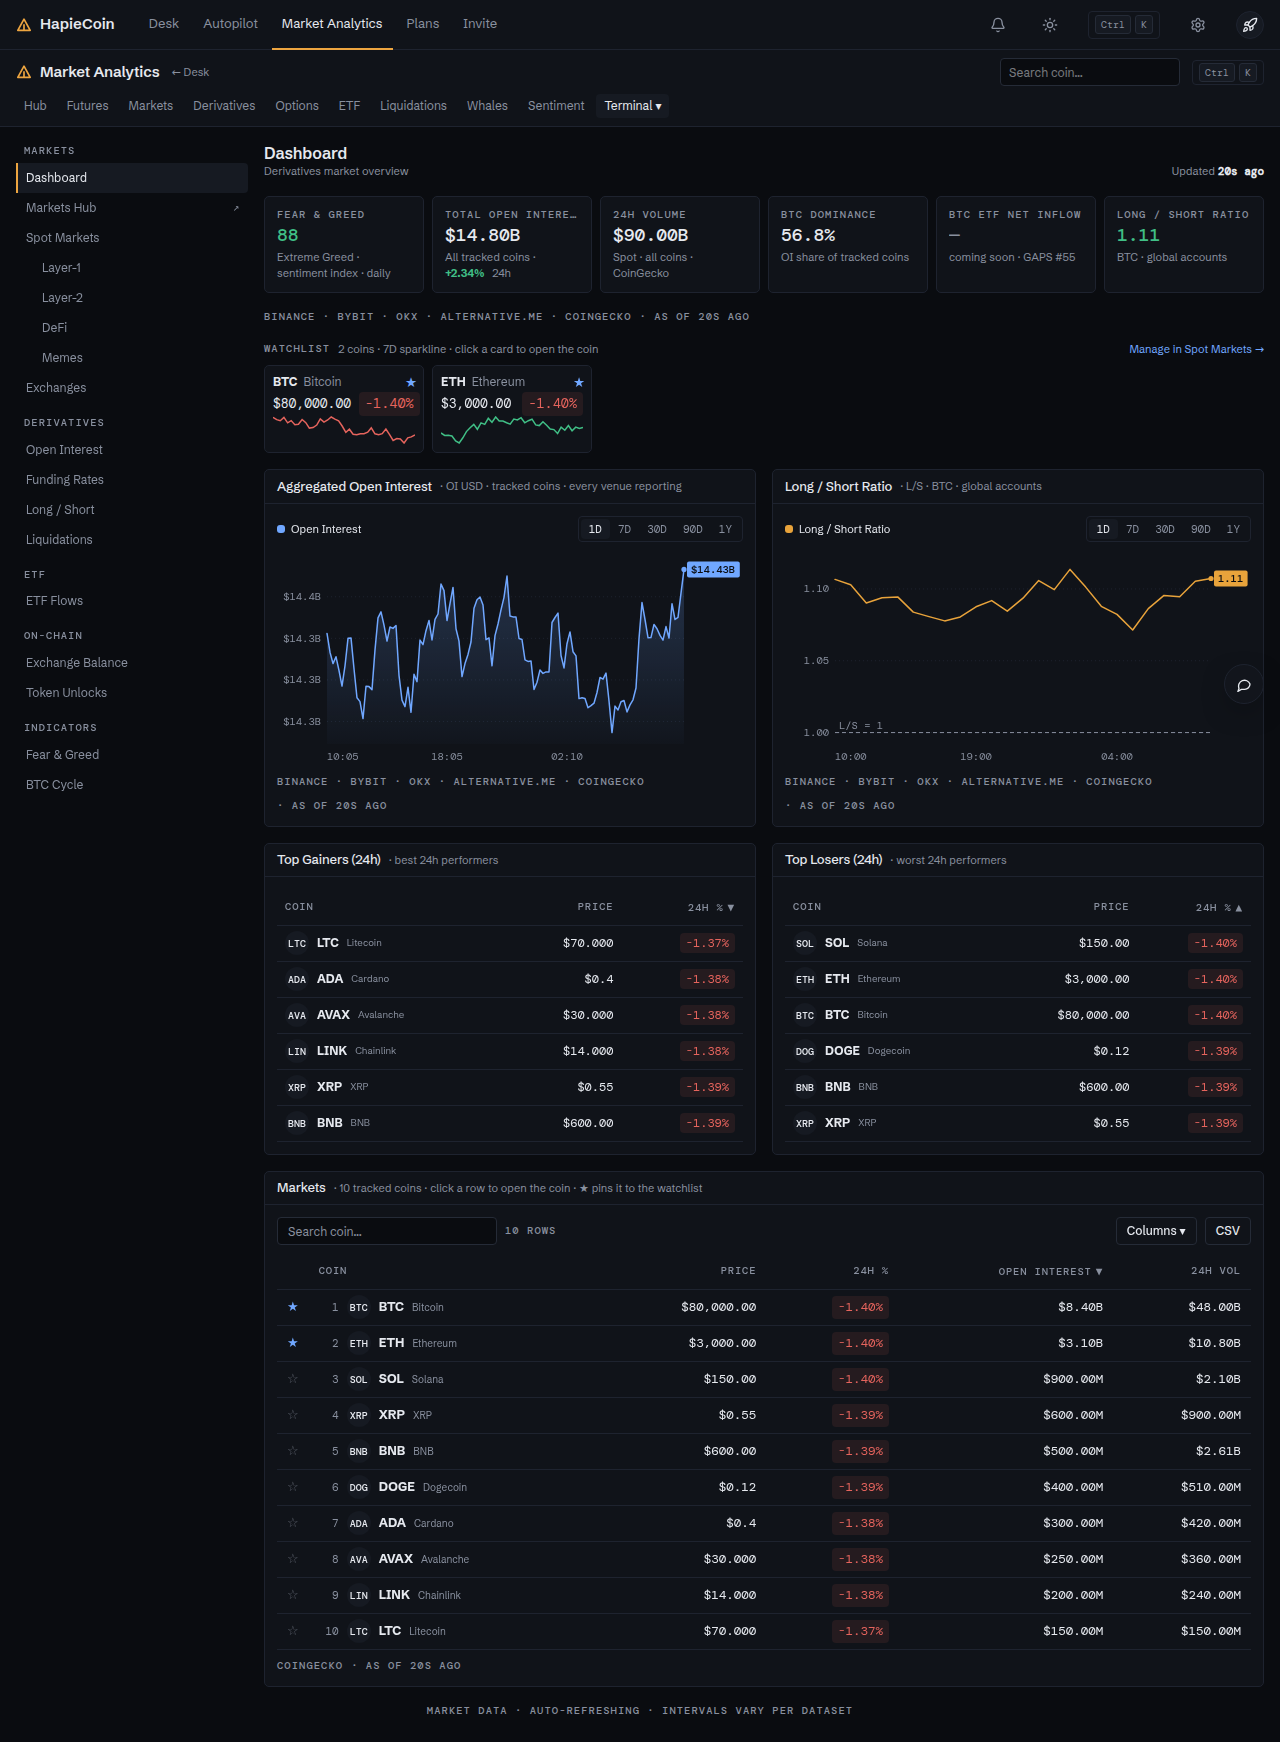 HapieCoin Desk Autopilot Market Analytics Plans Invite Ctrl K
Market Analytics ← Desk Search coin... Ctrl K
Hub Futures Markets Derivatives Options ETF Liquidations Whales Sentiment Terminal ▾
MARKETS
Dashboard
Markets Hub ↗
Spot Markets
Layer-1
Layer-2
DeFi
Memes
Exchanges
DERIVATIVES
Open Interest
Funding Rates
Long / Short
Liquidations
ETF
ETF Flows
ON-CHAIN
Exchange Balance
Token Unlocks
INDICATORS
Fear & Greed
BTC Cycle
Dashboard
Derivatives market overview Updated 20s ago
FEAR & GREED
88
Extreme Greed ·
sentiment index · daily
TOTAL OPEN INTERE…
$14.80B
All tracked coins ·
+2.34% 24h
24H VOLUME
$90.00B
Spot · all coins ·
CoinGecko
BTC DOMINANCE
56.8%
OI share of tracked coins
BTC ETF NET INFLOW
—
coming soon · GAPS #55
LONG / SHORT RATIO
1.11
BTC · global accounts
BINANCE · BYBIT · OKX · ALTERNATIVE.ME · COINGECKO · AS OF 20S AGO
WATCHLIST 2 coins · 7D sparkline · click a card to open the coin Manage in Spot Markets →
BTC Bitcoin ★
$80,000.00 -1.40%
ETH Ethereum ★
$3,000.00 -1.40%
Aggregated Open Interest · OI USD · tracked coins · every venue reporting
Open Interest 1D 7D 30D 90D 1Y
$14.43B
$14.4B
$14.3B
$14.3B
$14.3B
10:05 18:05 02:10
BINANCE · BYBIT · OKX · ALTERNATIVE.ME · COINGECKO
· AS OF 20S AGO
Long / Short Ratio · L/S · BTC · global accounts
Long / Short Ratio 1D 7D 30D 90D 1Y
1.11
1.10
1.05
L/S = 1
1.00
10:00 19:00 04:00
BINANCE · BYBIT · OKX · ALTERNATIVE.ME · COINGECKO
· AS OF 20S AGO
Top Gainers (24h) · best 24h performers
COIN PRICE 24H % ▼
LTC LTC Litecoin $70.000 -1.37%
ADA ADA Cardano $0.4 -1.38%
AVA AVAX Avalanche $30.000 -1.38%
LIN LINK Chainlink $14.000 -1.38%
XRP XRP XRP $0.55 -1.39%
BNB BNB BNB $600.00 -1.39%
Top Losers (24h) · worst 24h performers
COIN PRICE 24H % ▲
SOL SOL Solana $150.00 -1.40%
ETH ETH Ethereum $3,000.00 -1.40%
BTC BTC Bitcoin $80,000.00 -1.40%
DOG DOGE Dogecoin $0.12 -1.39%
BNB BNB BNB $600.00 -1.39%
XRP XRP XRP $0.55 -1.39%
Markets · 10 tracked coins · click a row to open the coin · ★ pins it to the watchlist
Search coin... 10 ROWS Columns ▾ CSV
COIN PRICE 24H % OPEN INTEREST ▼ 24H VOL
★ 1 BTC BTC Bitcoin $80,000.00 -1.40% $8.40B $48.00B
★ 2 ETH ETH Ethereum $3,000.00 -1.40% $3.10B $10.80B
☆ 3 SOL SOL Solana $150.00 -1.40% $900.00M $2.10B
☆ 4 XRP XRP XRP $0.55 -1.39% $600.00M $900.00M
☆ 5 BNB BNB BNB $600.00 -1.39% $500.00M $2.61B
☆ 6 DOG DOGE Dogecoin $0.12 -1.39% $400.00M $510.00M
☆ 7 ADA ADA Cardano $0.4 -1.38% $300.00M $420.00M
☆ 8 AVA AVAX Avalanche $30.000 -1.38% $250.00M $360.00M
☆ 9 LIN LINK Chainlink $14.000 -1.38% $200.00M $240.00M
☆ 10 LTC LTC Litecoin $70.000 -1.37% $150.00M $150.00M
COINGECKO · AS OF 20S AGO
MARKET DATA · AUTO-REFRESHING · INTERVALS VARY PER DATASET